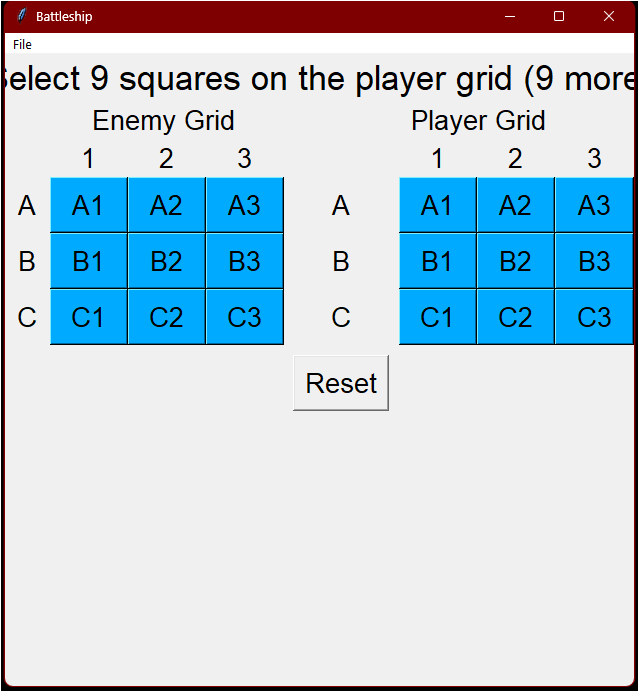 Battleship
File
Select 9 squares on the player grid (9 more
Enemy Grid Player Grid
1 2 3 1 2 3
A A1 A2 A3 A A1 A2 A3
B B1 B2 B3 B B1 B2 B3
C C1 C2 C3 C C1 C2 C3
Reset